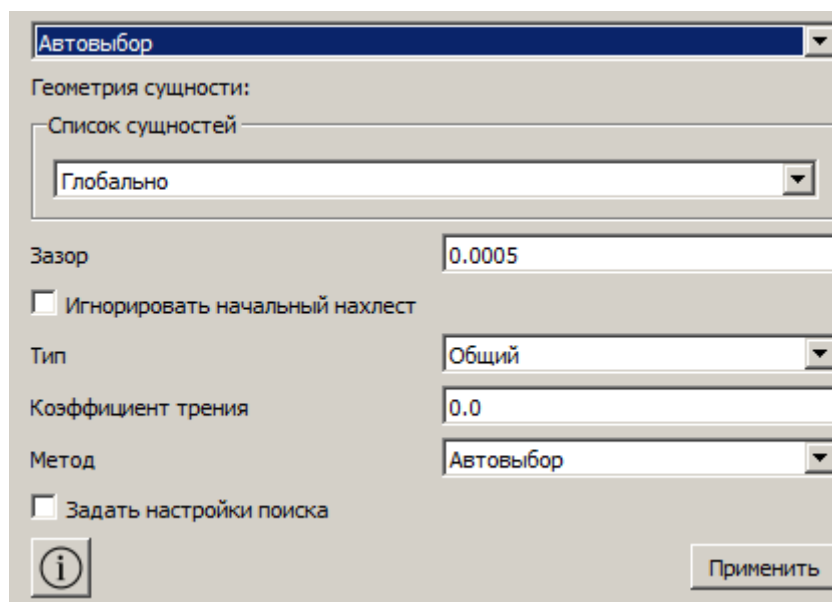 Автовыбор
Геометрия сущности:
Список сущностей
Глобально
Зазор 0.0005
Игнорировать начальный нахлест
Тип Общий
Коэффициент трения 0.0
Метод Автовыбор
Задать настройки поиска
i Применить